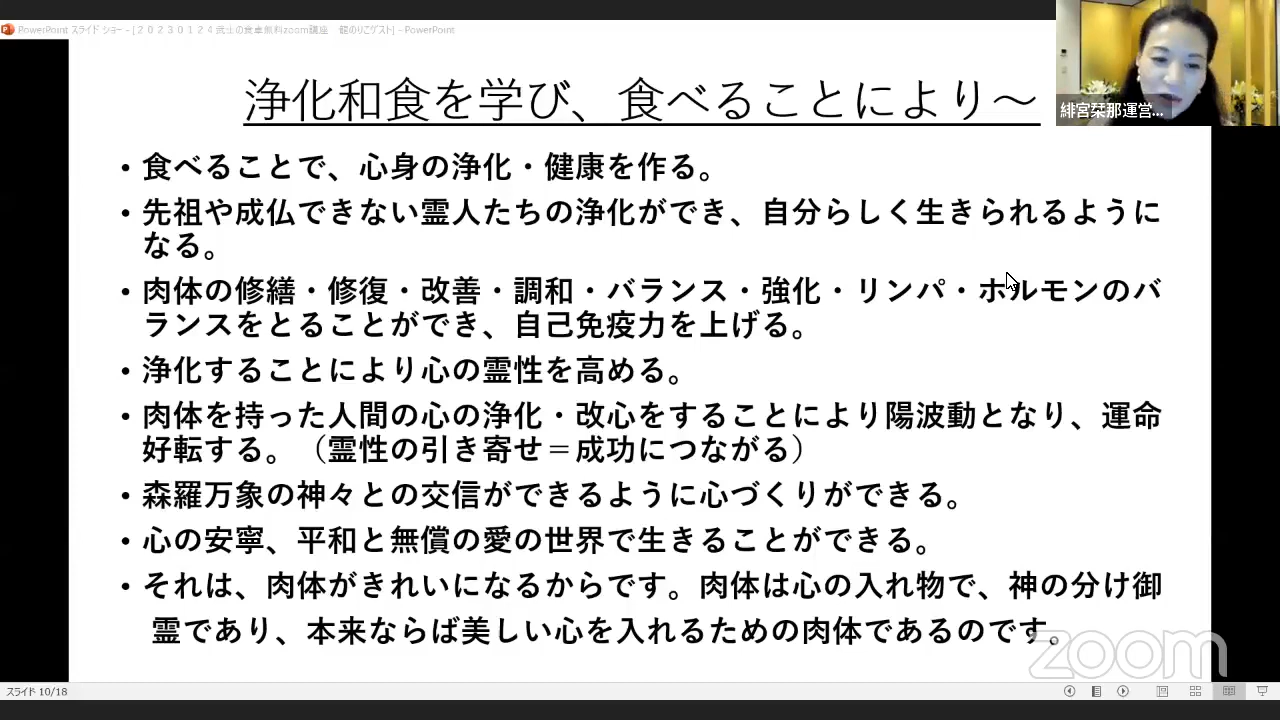 PowerPoint スライド ショー - [２０２３０１２４ 武士の食卓無料zoom講座　龍のりこゲスト] - PowerPoint
緋宮栞那運営...
浄化和食を学び、食べることにより～
• 食べることで、心身の浄化・健康を作る。
• 先祖や成仏できない霊人たちの浄化ができ、自分らしく生きられるように
なる。
• 肉体の修繕・修復・改善・調和・バランス・強化・リンパ・ホルモンのバ
ランスをとることができ、自己免疫力を上げる。
• 浄化することにより心の霊性を高める。
• 肉体を持った人間の心の浄化・改心をすることにより陽波動となり、運命
好転する。（霊性の引き寄せ＝成功につながる）
• 森羅万象の神々との交信ができるように心づくりができる。
• 心の安寧、平和と無償の愛の世界で生きることができる。
• それは、肉体がきれいになるからです。肉体は心の入れ物で、神の分け御
霊であり、本来ならば美しい心を入れるための肉体であるのです。
zoom
スライド 10/18